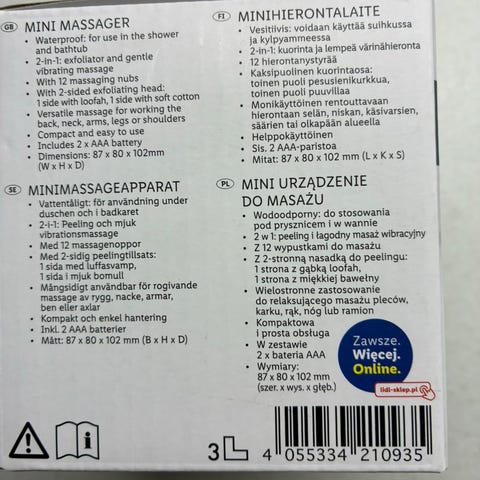 GB MINI MASSAGER
• Waterproof: for use in the shower
and bathtub
• 2-in-1: exfoliator and gentle
vibrating massage
• With 12 massaging nubs
• With 2-sided exfoliating head:
1 side with loofah, 1 side with soft cotton
• Versatile massage for working the
back, neck, arms, legs or shoulders
• Compact and easy to use
• Includes 2 x AAA battery
• Dimensions: 87 x 80 x 102mm
(W x H x D)
SE MINIMASSAGEAPPARAT
• Vattentåligt: för användning under
duschen och i badkaret
• 2-i-1: Peeling och mjuk
vibrationsmassage
• Med 12 massagenoppor
• Med 2-sidig peelingtillsats:
1 sida med luffasvamp,
1 sida i mjuk bomull
• Mångsidigt användbar för rogivande
massage av rygg, nacke, armar,
ben eller axlar
• Kompakt och enkel hantering
• Inkl. 2 AAA batterier
• Mått: 87 x 80 x 102 mm (B x H x D)
FI MINIHIERONTALAITE
• Vesitiivis: voidaan käyttää suihkussa
ja kylpyammeessa
• 2-in-1: kuorinta ja lempeä värinähieronta
• 12 hierontanystyrää
• Kaksipuolinen kuorintaosa:
toinen puoli pesusienikurkkua,
toinen puoli puuvillaa
• Monikäyttöinen rentouttavaan
hierontaan selän, niskan, käsivarsien,
säärien tai olkapään alueella
• Helppokäyttöinen
• Sis. 2 AAA-paristoa
• Mitat: 87 x 80 x 102 mm (L x K x S)
PL MINI URZĄDZENIE
DO MASAŻU
• Wodoodporny: do stosowania
pod prysznicem i w wannie
• 2 w 1: peeling i łagodny masaż wibracyjny
• Z 12 wypustkami do masażu
• Z 2-stronną nasadką do peelingu:
1 strona z gąbką loofah,
1 strona z miękkiej bawełny
• Wielostronne zastosowanie
do relaksującego masażu pleców,
karku, rąk, nóg lub ramion
• Kompaktowa
i prosta obsługa
• W zestawie
2 x bateria AAA
• Wymiary:
87 x 80 x 102 mm
(szer. x wys. x głęb.)
Zawsze.
Więcej.
Online.
lidl-sklep.pl
3L
4 055334 210935